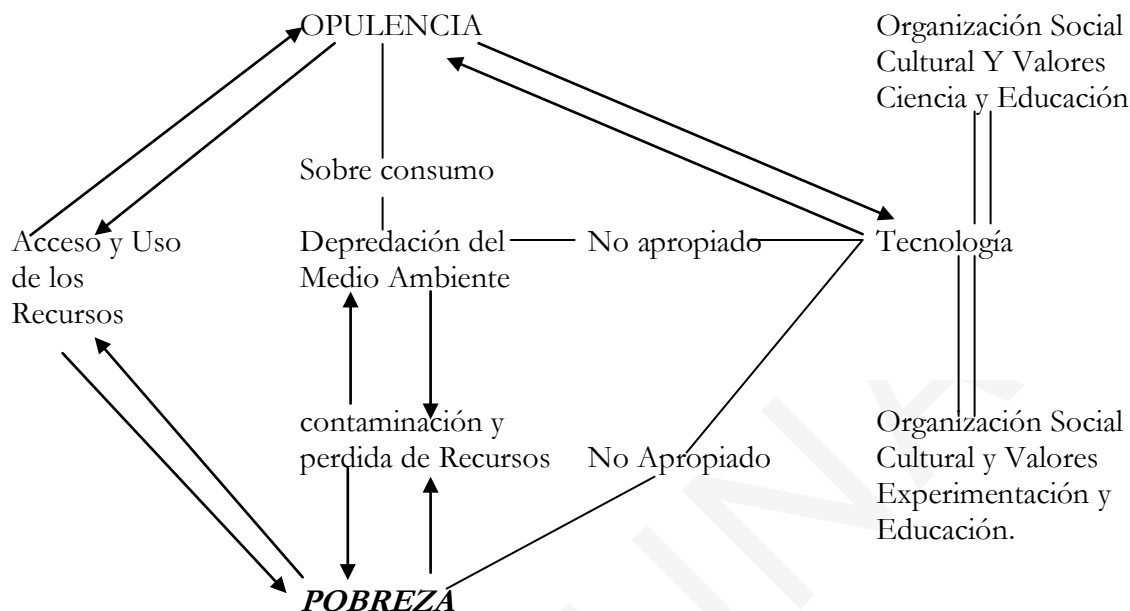 OPULENCIA
Organización Social
Cultural Y Valores
Ciencia y Educación
Sobre consumo
Acceso y Uso
de los
Recursos
Depredación del
Medio Ambiente
No apropiado
Tecnología
contaminación y
perdida de Recursos
No Apropiado
Organización Social
Cultural y Valores
Experimentación y
Educación.
POBREZA